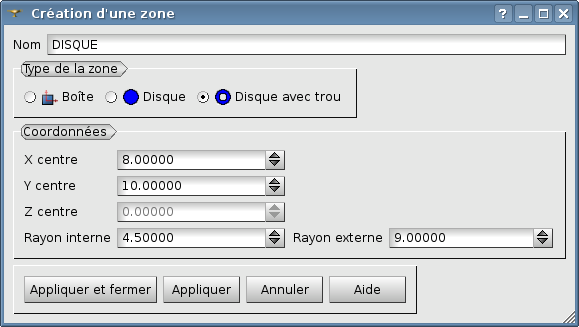 Création d'une zone
Nom DISQUE
Type de la zone
Boîte Disque Disque avec trou
Coordonnées
X centre 8.00000
Y centre 10.00000
Z centre 0.00000
Rayon interne 4.50000 Rayon externe 9.00000
Appliquer et fermer Appliquer Annuler Aide